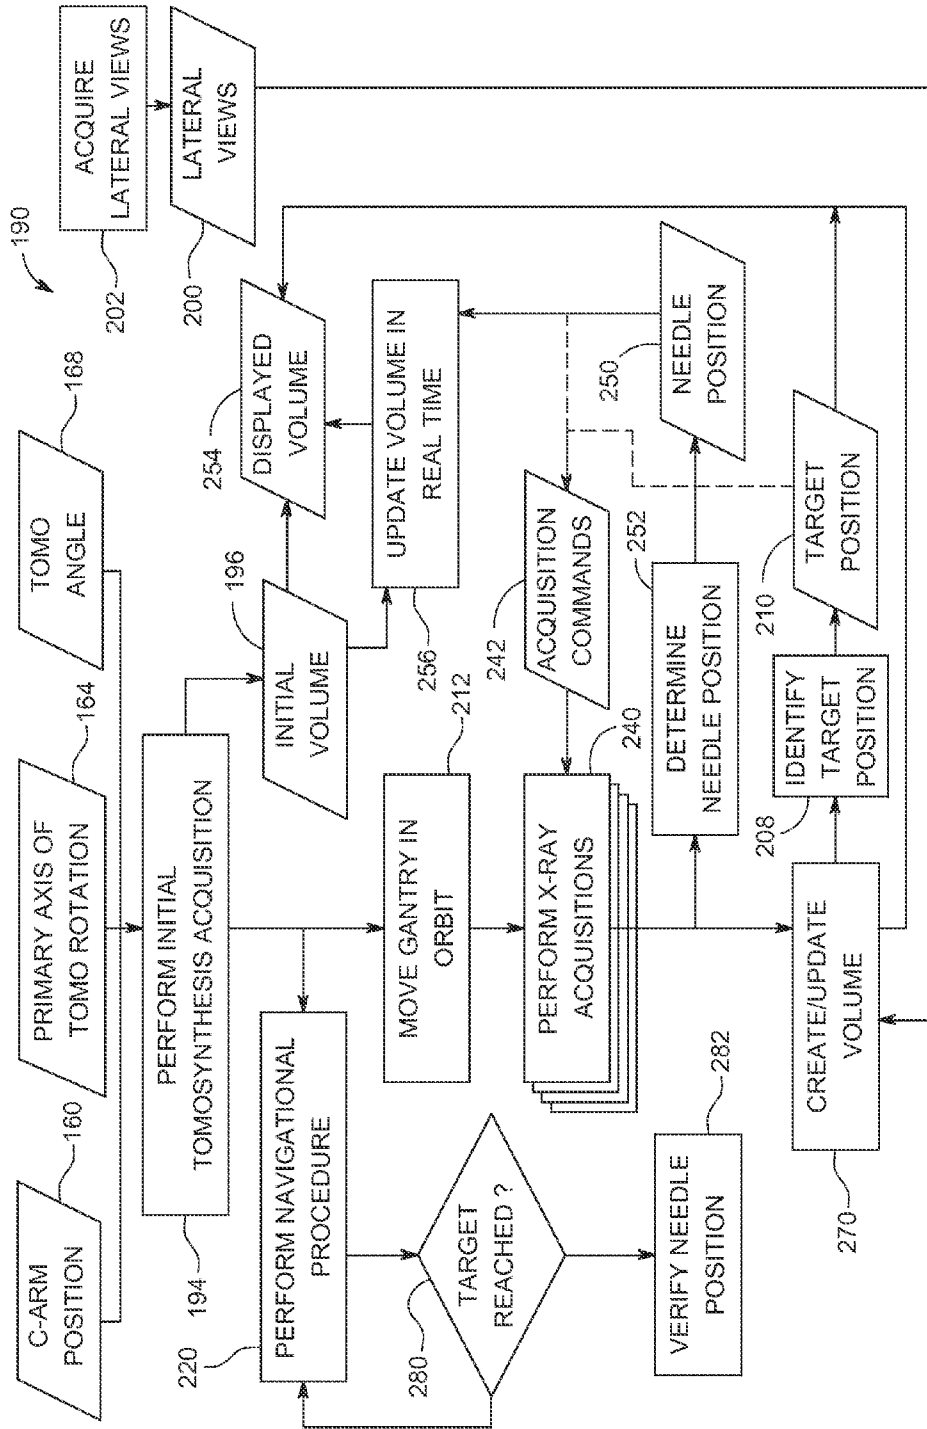 190
C-ARM
POSITION
160
PRIMARY AXIS OF
TOMO ROTATION
164
TOMO
ANGLE
168
ACQUIRE
LATERAL VIEWS
202
PERFORM INITIAL
TOMOSYNTHESIS ACQUISITION
194
LATERAL
VIEWS
200
PERFORM NAVIGATIONAL
PROCEDURE
220
INITIAL
VOLUME
196
DISPLAYED
VOLUME
254
MOVE GANTRY IN
ORBIT
212
UPDATE VOLUME IN
REAL TIME
256
TARGET
REACHED ?
280
PERFORM X-RAY
ACQUISITIONS
240
ACQUISITION
COMMANDS
242
VERIFY NEEDLE
POSITION
282
DETERMINE
NEEDLE POSITION
252
NEEDLE
POSITION
250
CREATE/UPDATE
VOLUME
270
IDENTIFY
TARGET
POSITION
208
TARGET
POSITION
210